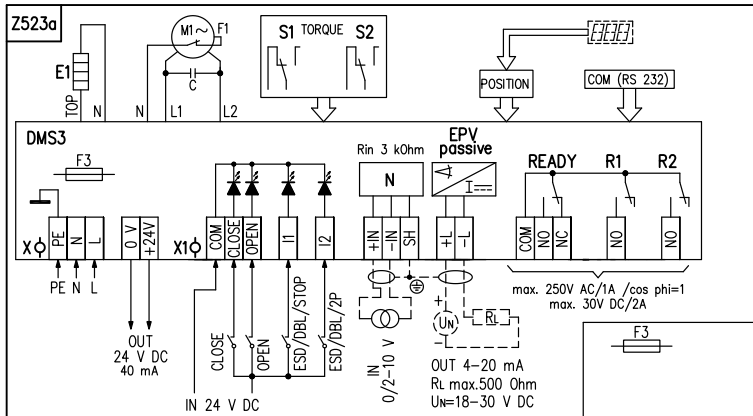 Z523a
M1~
F1
S1 TORQUE S2
E1
C
POSITION
COM (RS 232)
TOP
N
N
L1
L2
DMS3
F3
Rin 3 kOhm
N
EPV
passive
I
READY
R1
R2
X
PE
N
L
0 V
+24V
X1
COM
CLOSE
OPEN
I1
I2
+IN
-IN
SH
+L
-L
COM
NO
NC
NO
NO
PE N L
OUT
24 V DC
40 mA
CLOSE
OPEN
ESD/DBL/STOP
ESD/DBL/2P
IN 24 V DC
IN
0/2-10 V
+
UN
-
RL
OUT 4-20 mA
RL max.500 Ohm
UN=18-30 V DC
max. 250V AC/1A /cos phi=1
max. 30V DC/2A
F3